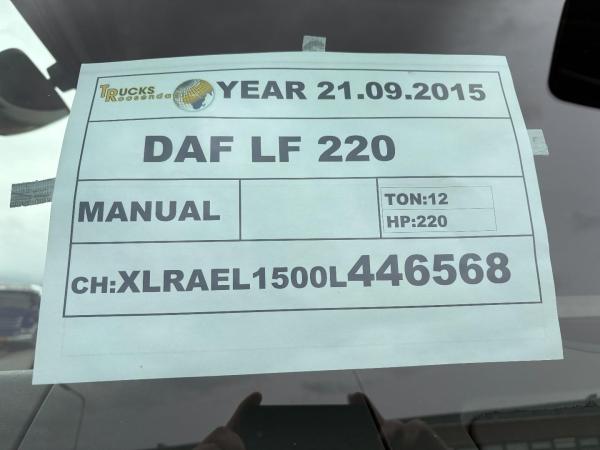 TRUCKS
Roosendaal
YEAR 21.09.2015
DAF LF 220
MANUAL
TON:12
HP:220
CH:XLRAEL1500L446568